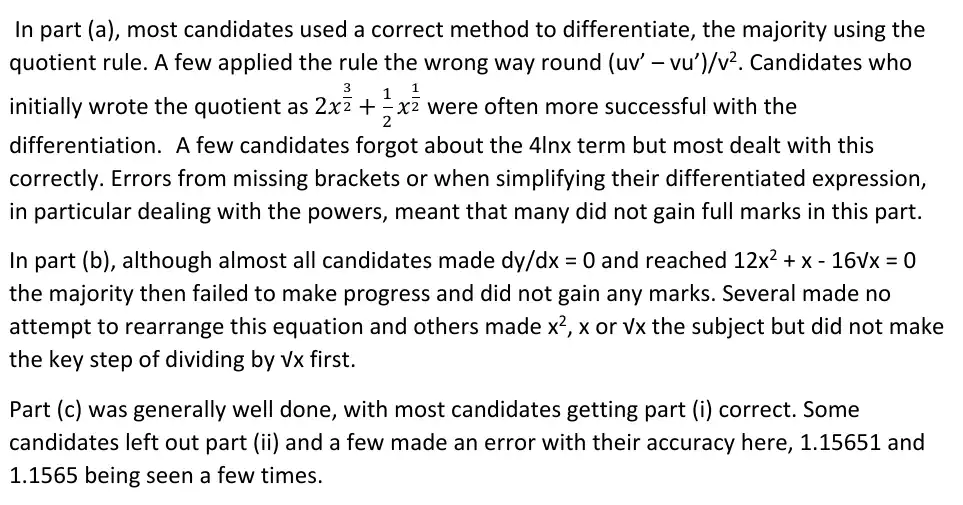 In part (a), most candidates used a correct method to differentiate, the majority using the
quotient rule. A few applied the rule the wrong way round (uv’ – vu’)/v². Candidates who
initially wrote the quotient as $2x^{\frac{3}{2}} + \frac{1}{2}x^{\frac{1}{2}}$ were often more successful with the
differentiation. A few candidates forgot about the 4lnx term but most dealt with this
correctly. Errors from missing brackets or when simplifying their differentiated expression,
in particular dealing with the powers, meant that many did not gain full marks in this part.
In part (b), although almost all candidates made dy/dx = 0 and reached 12x² + x - 16√x = 0
the majority then failed to make progress and did not gain any marks. Several made no
attempt to rearrange this equation and others made x², x or √x the subject but did not make
the key step of dividing by √x first.
Part (c) was generally well done, with most candidates getting part (i) correct. Some
candidates left out part (ii) and a few made an error with their accuracy here, 1.15651 and
1.1565 being seen a few times.